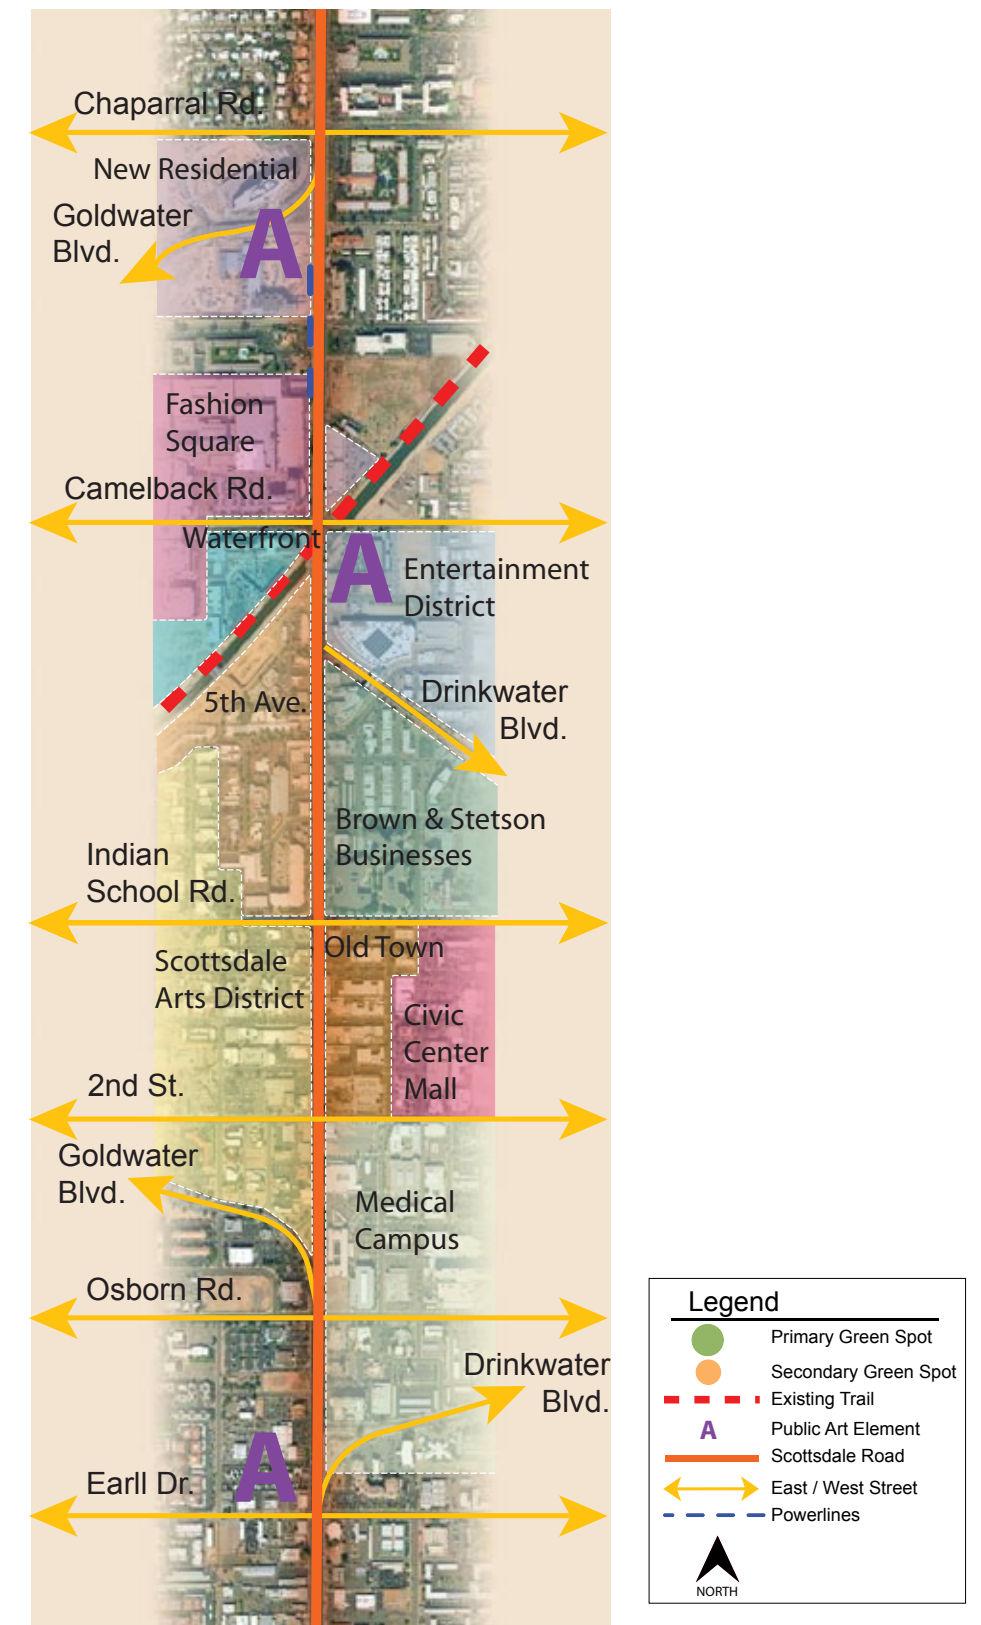 Chaparral Rd.
New Residential
Goldwater
Blvd.
A
Fashion
Square
Camelback Rd.
Waterfront
A
Entertainment
District
5th Ave.
Drinkwater
Blvd.
Brown & Stetson
Businesses
Indian
School Rd.
Old Town
Scottsdale
Arts District
Civic
Center
Mall
2nd St.
Goldwater
Blvd.
Medical
Campus
Osborn Rd.
Drinkwater
Blvd.
A
Earll Dr.
Legend
Primary Green Spot
Secondary Green Spot
Existing Trail
A Public Art Element
Scottsdale Road
East / West Street
Powerlines
NORTH